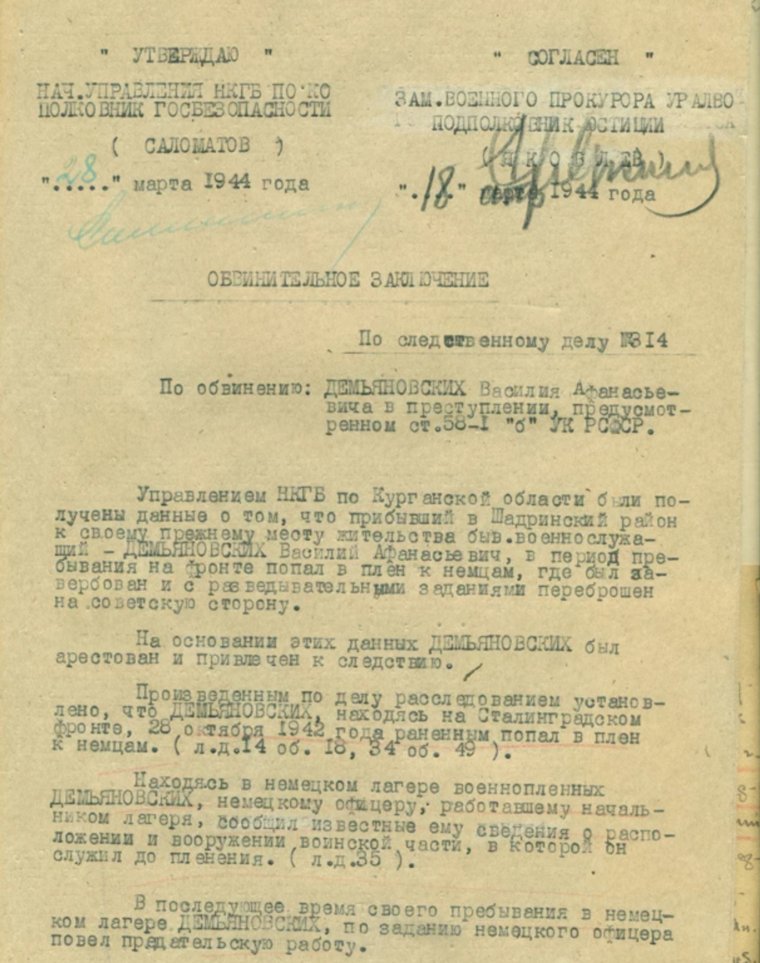 " УТВЕРЖДАЮ "
НАЧ.УПРАВЛЕНИЯ НКГБ ПО КО
ПОЛКОВНИК ГОСБЕЗОПАСНОСТИ
( САЛОМАТОВ )
"28" марта 1944 года
" СОГЛАСЕН "
ЗАМ.ВОЕННОГО ПРОКУРОРА УРАЛВО
ПОДПОЛКОВНИК ЮСТИЦИИ
"18" апр 1944 года
ОБВИНИТЕЛЬНОЕ ЗАКЛЮЧЕНИЕ
По следственному делу №314
По обвинению: ДЕМЬЯНОВСКИХ Василия Афанасье-
вича в преступлении, предусмот-
ренном ст.58-1 "б" УК РСФСР.
Управлением НКГБ по Курганской области были по-
лучены данные о том, что прибывший в Шадринский район
к своему прежнему месту жительства быв.военнослужа-
щий - ДЕМЬЯНОВСКИХ Василий Афанасьевич, в период пре-
бывания на фронте попал в плен к немцам, где был за-
вербован и с разведывательными заданиями переброшен
на советскую сторону.
На основании этих данных ДЕМЬЯНОВСКИХ был
арестован и привлечен к следствию.
Произведенным по делу расследованием установ-
лено, что ДЕМЬЯНОВСКИХ, находясь на Сталинградском
фронте, 28 октября 1942 года раненным попал в плен
к немцам. ( л.д.14 об. 18, 34 об. 49 ).
Находясь в немецком лагере военнопленных
ДЕМЬЯНОВСКИХ, немецкому офицеру, работавшему началь-
ником лагеря, сообщил известные ему сведения о распо-
ложении и вооружении воинской части, в которой он
служил до пленения. ( л.д.35 ).
В последующее время своего пребывания в немец-
ком лагере ДЕМЬЯНОВСКИХ, по заданию немецкого офицера
повел предательскую работу.